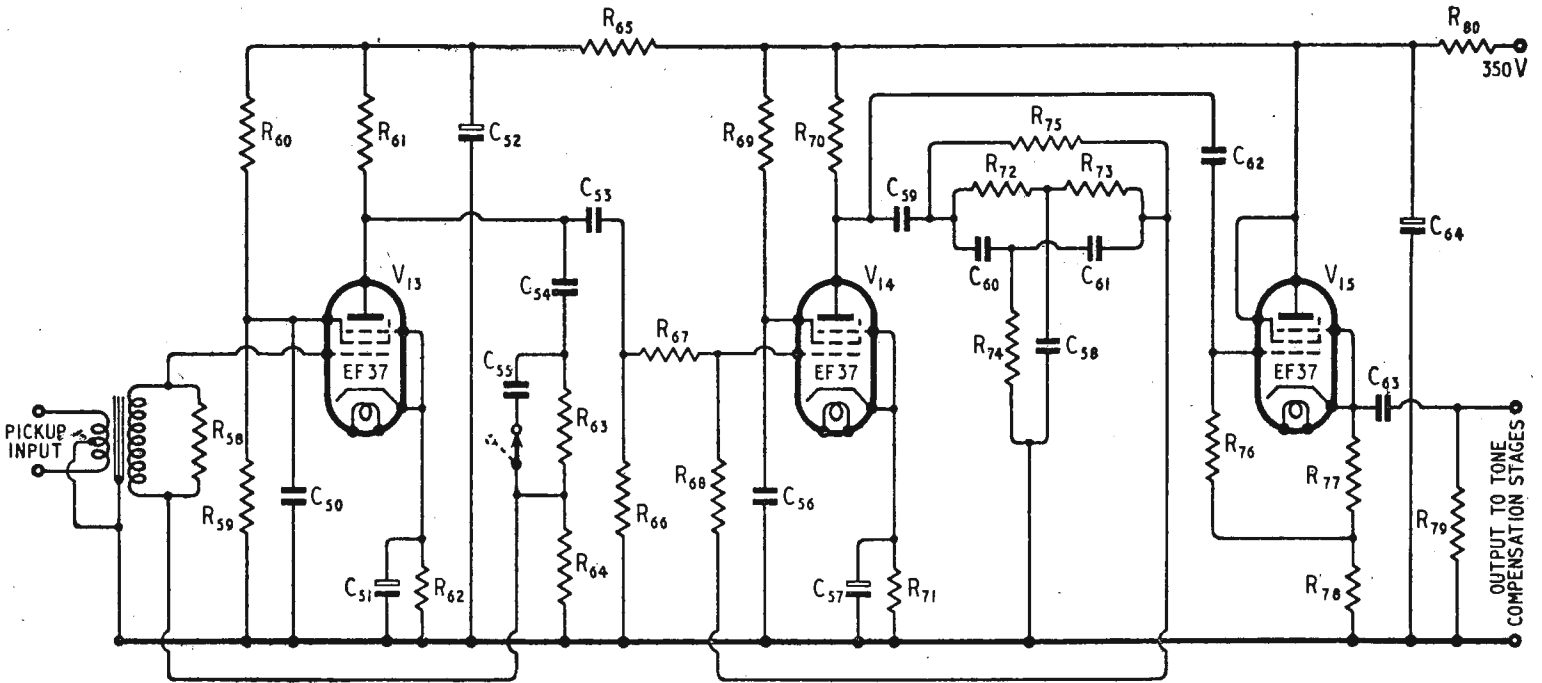 R65
R80
350 V
R60
R61
C52
R69
R70
R75
R72
R73
C62
C53
C59
C64
V13
V14
V15
C60
C61
C54
R67
R74
C58
C55
EF37
EF37
EF37
C63
PICKUP
INPUT
R58
R63
R76
R59
C50
R66
R68
C56
R77
R79
C51
R62
R64
C57
R71
R78
OUTPUT TO TONE
COMPENSATION STAGES